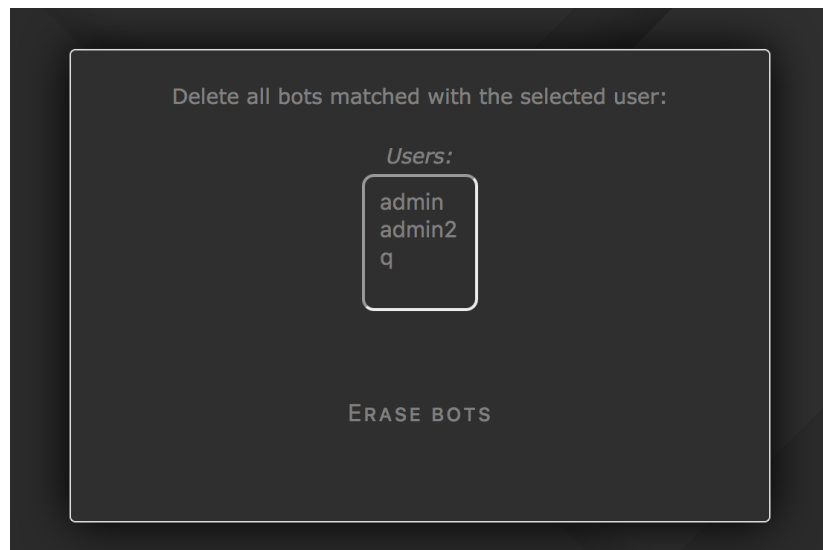 Delete all bots matched with the selected user:
Users:
admin
admin2
q
Erase bots